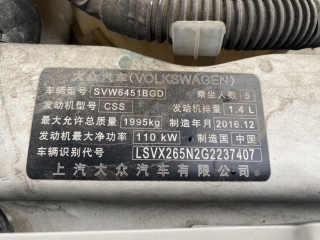 大众汽车(VOLKSWAGEN)
车辆型号 SVW6451BGD 乘坐人数 5
发动机型号 CSS 发动机排量 1.4 L
最大允许总质量 1995kg 制造年月 2016.12
发动机最大净功率 110 kW 制造国 中国
车辆识别代号 LSVX265N2G2237407
上汽大众汽车有限公司